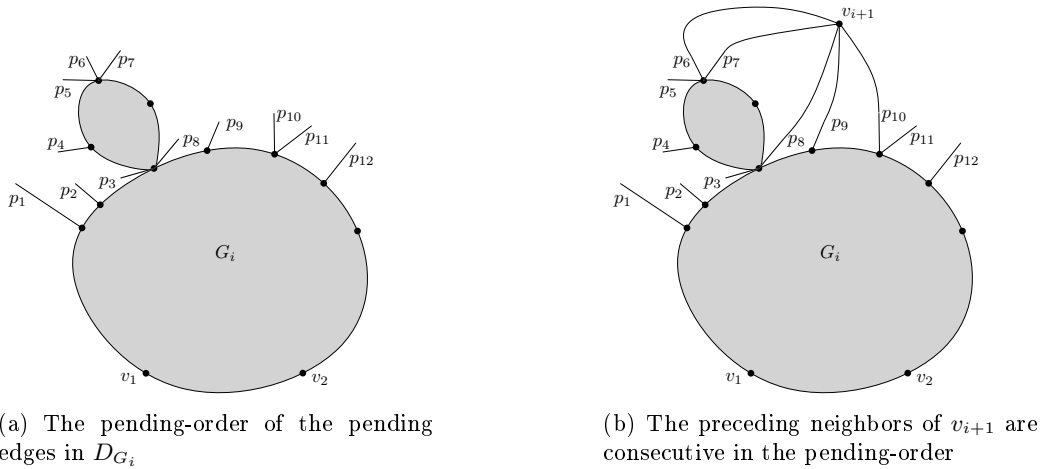 p6 p7
p5
p4
p8 p9 p10 p11
p12
p3
p2
p1
Gi
v1 v2
(a) The pending-order of the pending
edges in DGi
vi+1
p6 p7
p5
p4
p8 p9 p10 p11
p12
p3
p2
p1
Gi
v1 v2
(b) The preceding neighbors of vi+1 are
consecutive in the pending-order